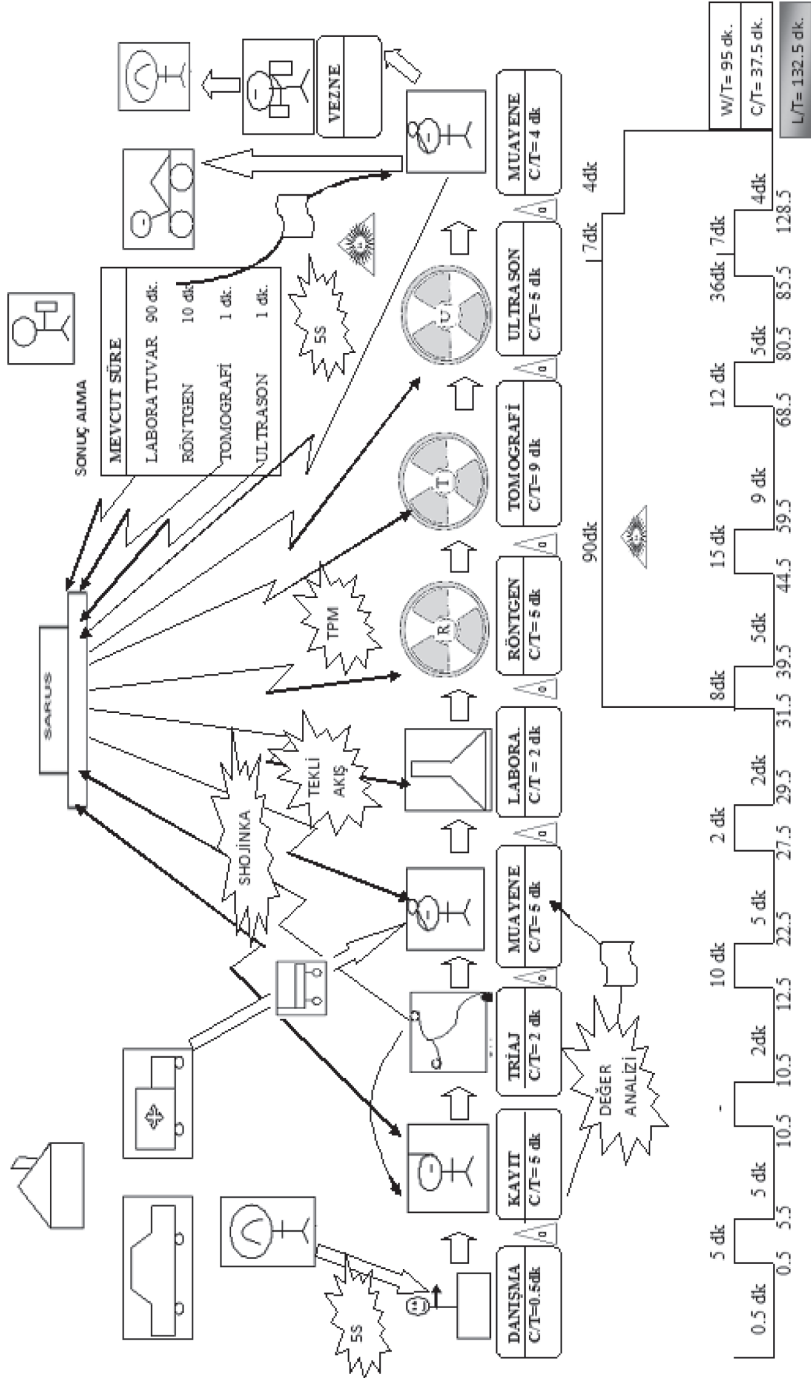 SARUS
SONUÇ ALMA
MEVCUT SÜRE
LABORATUVAR 90 dk.
RÖNTGEN 10 dk
TOMOGRAFİ 1 dk.
ULTRASON 1 dk.
5S
SHOJİNKA
TEKLİ
AKIŞ
TPM
5S
VEZNE
R
T
U
DANIŞMA
C/T=0.5dk
KAYIT
C/T= 5 dk
TRİAJ
C/T= 2 dk
MUAYENE
C/T= 5 dk
LABORA.
C/T= 2 dk
RÖNTGEN
C/T= 5 dk
TOMOGRAFİ
C/T= 9 dk
ULTRASON
C/T= 5 dk
MUAYENE
C/T= 4 dk
DEĞER
ANALİZİ
90dk
7dk
4dk
5 dk
-
10 dk
2 dk
8dk
15 dk
12 dk
36dk
7dk
0.5 dk
5 dk
2dk
5 dk
2dk
5dk
9 dk
5dk
4dk
0.5
5.5
10.5
10.5
12.5
22.5
27.5
29.5
31.5
39.5
44.5
59.5
68.5
80.5
85.5
128.5
W/T= 95 dk.
C/T= 37.5 dk.
L/T= 132.5 dk.